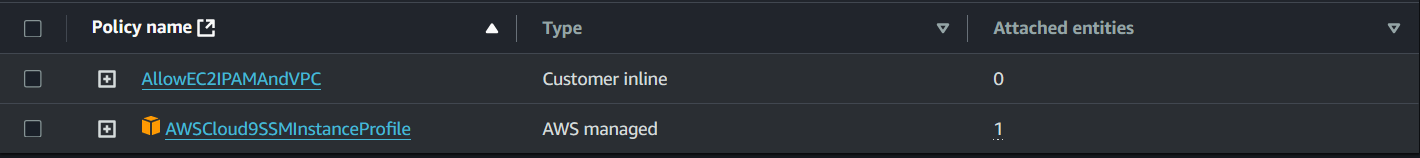 Policy name Type Attached entities
AllowEC2IPAMAndVPC Customer inline 0
AWSCloud9SSMInstanceProfile AWS managed 1